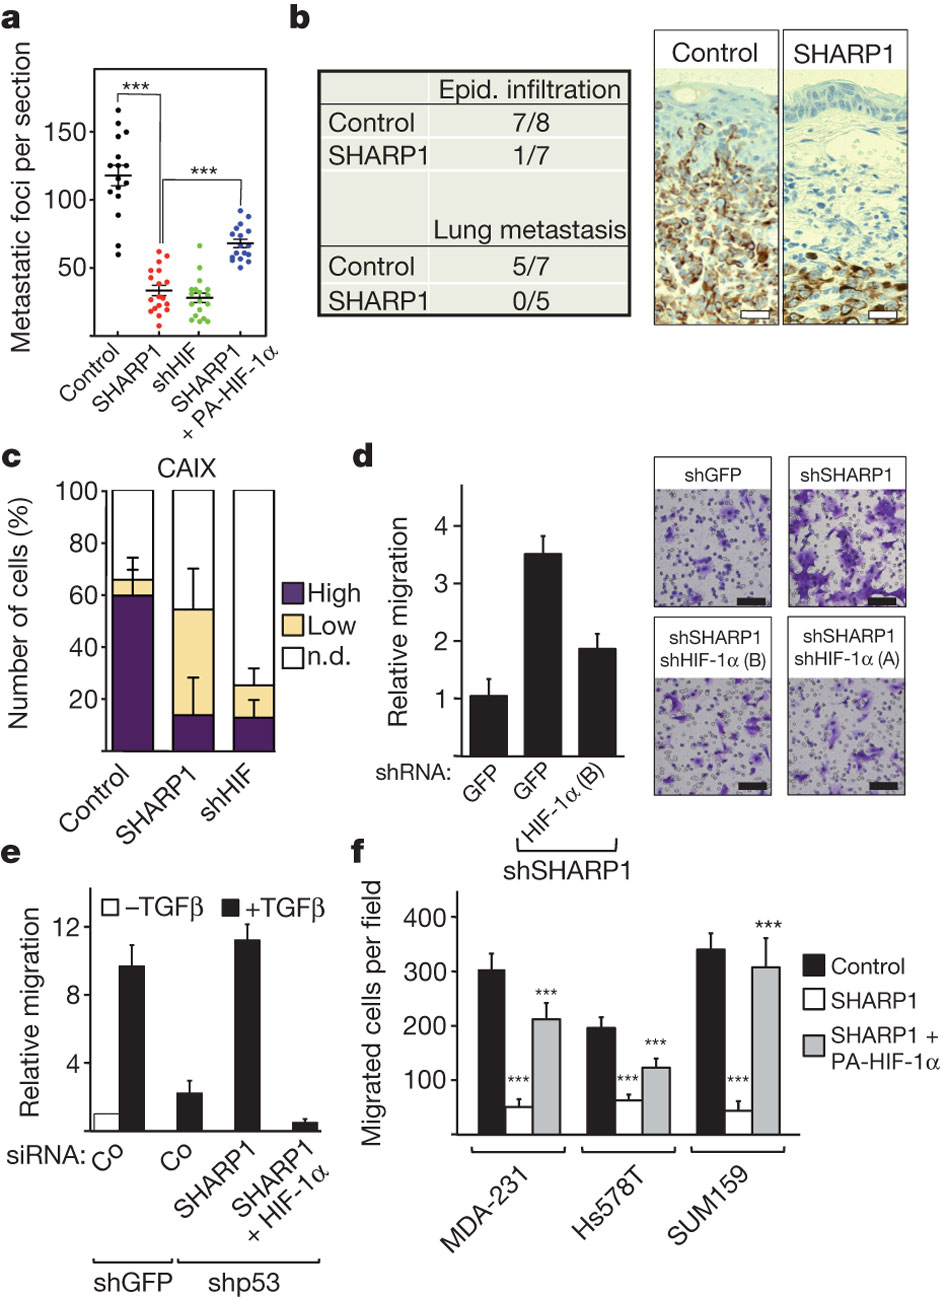 a
Metastatic foci per section
150
100
50
***
***
Control
SHARP1
shHIF
SHARP1
+ PA-HIF-1α
b
Epid. infiltration
Control 7/8
SHARP1 1/7
Lung metastasis
Control 5/7
SHARP1 0/5
Control
SHARP1
c
CAIX
Number of cells (%)
100
80
60
40
20
High
Low
n.d.
Control
SHARP1
shHIF
d
Relative migration
4
3
2
1
shRNA:
GFP
GFP
HIF-1α (B)
shSHARP1
shGFP
shSHARP1
shSHARP1
shHIF-1α (B)
shSHARP1
shHIF-1α (A)
e
Relative migration
12
8
4
–TGFβ
+TGFβ
siRNA:
Co
Co
SHARP1
SHARP1
+ HIF-1α
shGFP
shp53
f
Migrated cells per field
400
300
200
100
***
***
***
***
***
***
Control
SHARP1
SHARP1 +
PA-HIF-1α
MDA-231
Hs578T
SUM159